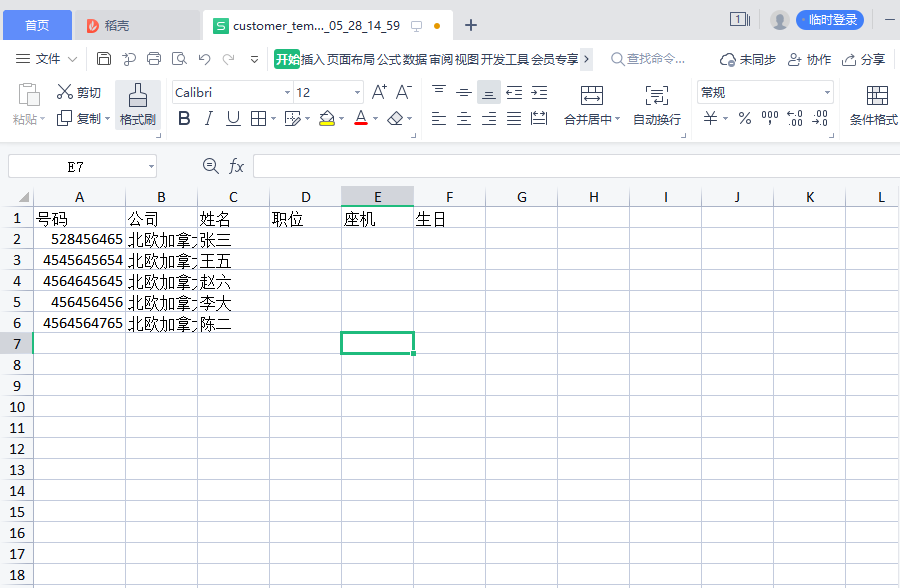 首页 稻壳 S customer_tem..._05_28_14_59 1 临时登录
文件 开始 插入 页面布局 公式 数据 审阅 视图 开发工具 会员专享 查找命令... 未同步 协作 分享
粘贴 剪切 复制 格式刷 Calibri 12 A+ A- 合并居中 自动换行 常规 条件格式
B I U A ¥ % 000 .00 .0
E7 fx
A B C D E F G H I J K L
1 号码 公司 姓名 职位 座机 生日
2 528456465 北欧加拿 张三
3 4545645654 北欧加拿 王五
4 4564645645 北欧加拿 赵六
5 456456456 北欧加拿 李大
6 4564564765 北欧加拿 陈二
7
8
9
10
11
12
13
14
15
16
17
18